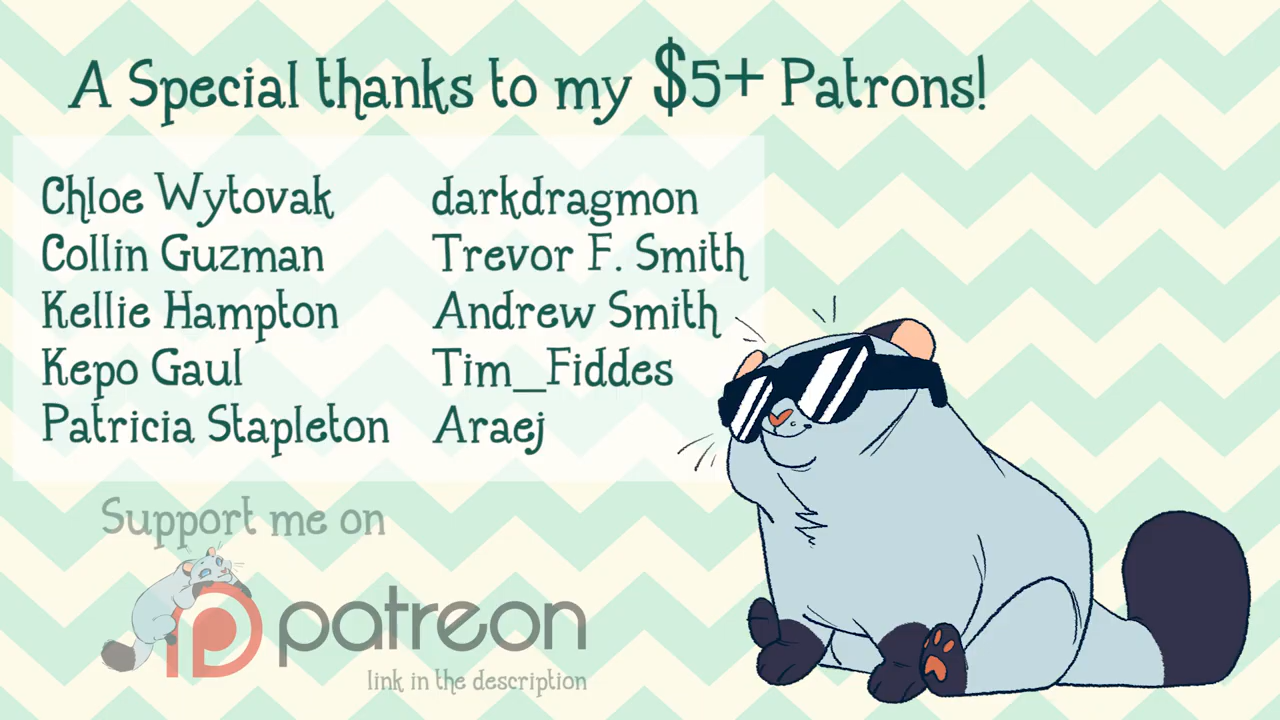 A Special thanks to my $5+ Patrons!
Chloe Wytovak
Collin Guzman
Kellie Hampton
Kepo Gaul
Patricia Stapleton
darkdragmon
Trevor F. Smith
Andrew Smith
Tim_Fiddes
Araej
Support me on
patreon
link in the description